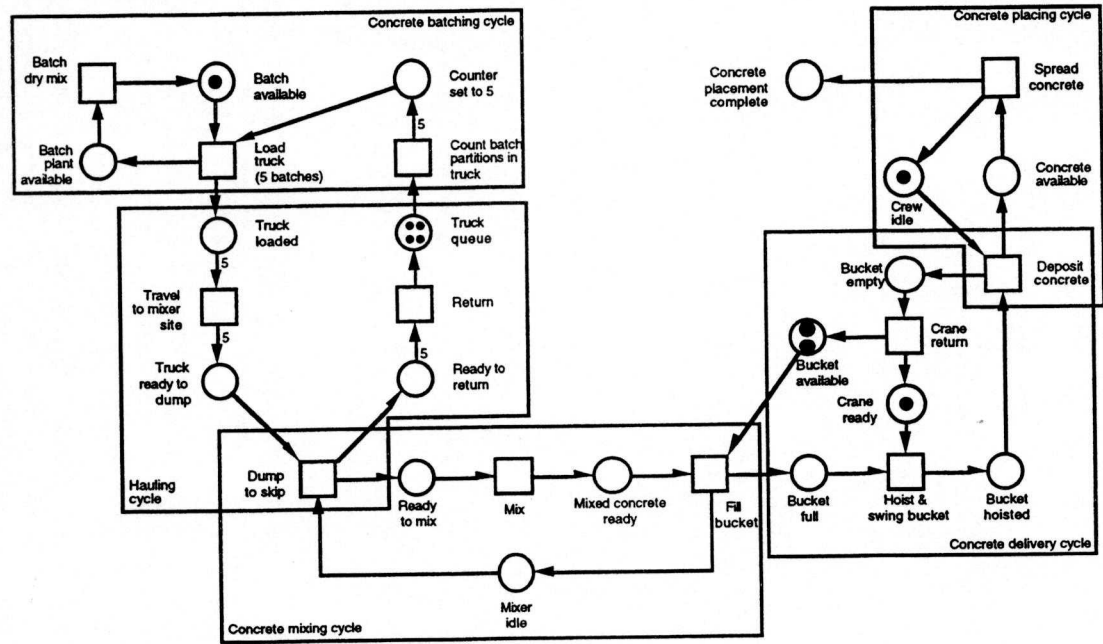 Concrete batching cycle
Batch
dry mix
Batch
available
Counter
set to 5
5
Batch
plant
available
Load
truck
(5 batches)
Count batch
partitions in
truck
Truck
loaded
Truck
queue
5
Travel
to mixer
site
Return
5
5
Truck
ready to
dump
Ready to
return
Hauling
cycle
Dump
to skip
Ready
to mix
Mix
Mixed concrete
ready
Fill
bucket
Mixer
idle
Concrete mixing cycle
Concrete placing cycle
Concrete
placement
complete
Spread
concrete
Concrete
available
Crew
idle
Bucket
empty
Deposit
concrete
Crane
return
Bucket
available
Crane
ready
Bucket
full
Hoist &
swing bucket
Bucket
hoisted
Concrete delivery cycle